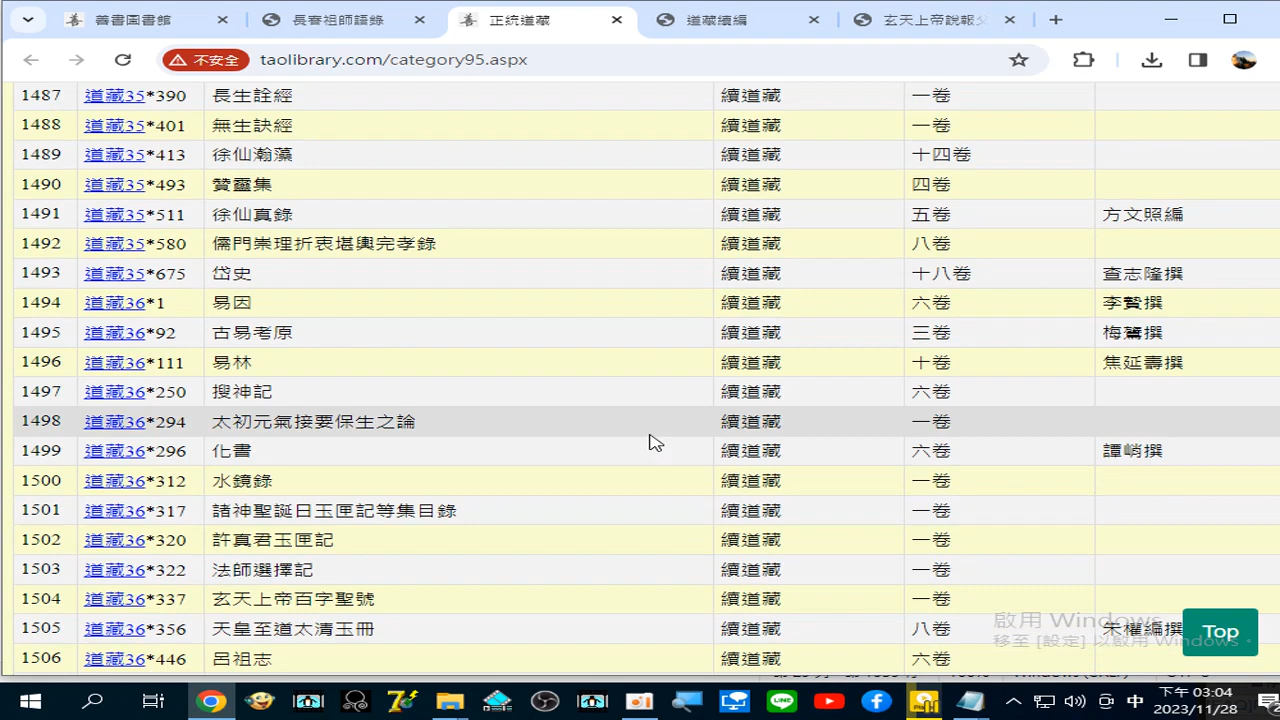 善書圖書館
長春祖師語錄
正統道藏
道藏續編
玄天上帝說報父
不安全
taolibrary.com/category95.aspx
1487 道藏35*390 長生詮經 續道藏 一卷
1488 道藏35*401 無生訣經 續道藏 一卷
1489 道藏35*413 徐仙瀚藻 續道藏 十四卷
1490 道藏35*493 贊靈集 續道藏 四卷
1491 道藏35*511 徐仙真錄 續道藏 五卷 方文照編
1492 道藏35*580 儒門崇理折衷堪輿完孝錄 續道藏 八卷
1493 道藏35*675 岱史 續道藏 十八卷 查志隆撰
1494 道藏36*1 易因 續道藏 六卷 李贄撰
1495 道藏36*92 古易考原 續道藏 三卷 梅鷟撰
1496 道藏36*111 易林 續道藏 十卷 焦延壽撰
1497 道藏36*250 搜神記 續道藏 六卷
1498 道藏36*294 太初元氣接要保生之論 續道藏 一卷
1499 道藏36*296 化書 續道藏 六卷 譚峭撰
1500 道藏36*312 水鏡錄 續道藏 一卷
1501 道藏36*317 諸神聖誕日玉匣記等集目錄 續道藏 一卷
1502 道藏36*320 許真君玉匣記 續道藏 一卷
1503 道藏36*322 法師選擇記 續道藏 一卷
1504 道藏36*337 玄天上帝百字聖號 續道藏 一卷
1505 道藏36*356 天皇至道太清玉冊 續道藏 八卷 朱權編撰
1506 道藏36*446 呂祖志 續道藏 六卷
啟用 Windows
移至 [設定] 以啟用 Windows。
Top
中
下午 03:04
2023/11/28